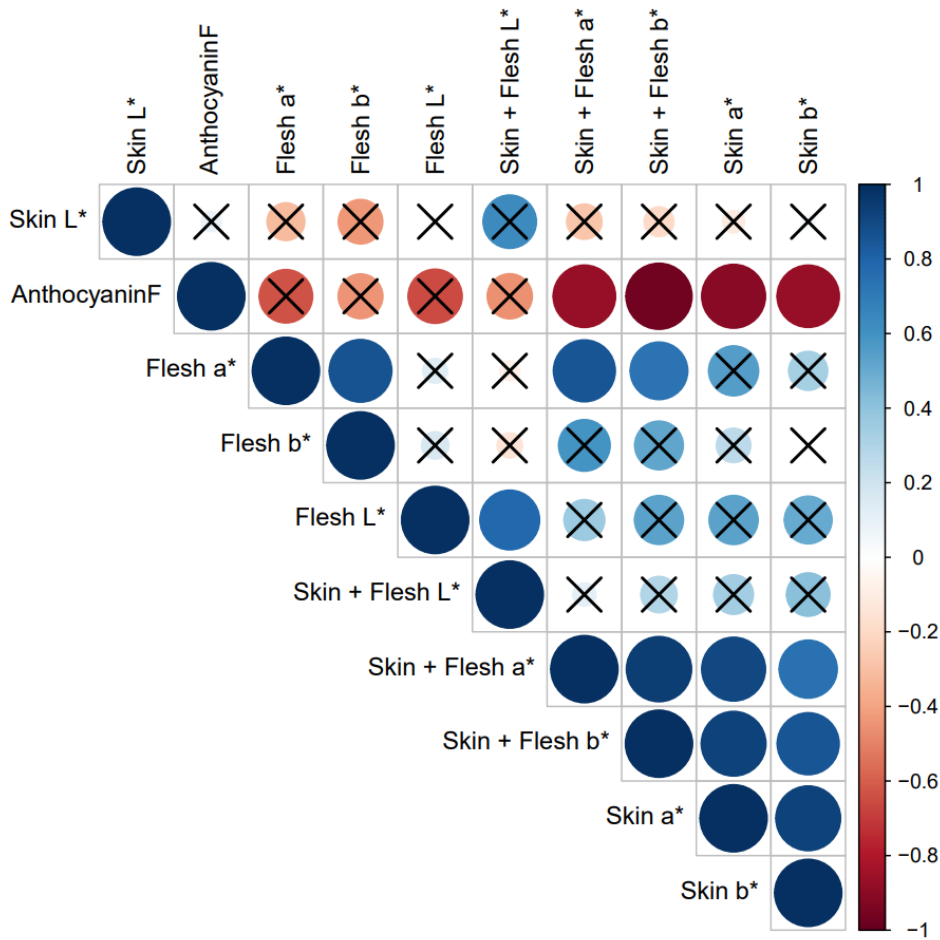 Skin L*
AnthocyaninF
Flesh a*
Flesh b*
Flesh L*
Skin + Flesh L*
Skin + Flesh a*
Skin + Flesh b*
Skin a*
Skin b*
Skin L*
AnthocyaninF
Flesh a*
Flesh b*
Flesh L*
Skin + Flesh L*
Skin + Flesh a*
Skin + Flesh b*
Skin a*
Skin b*
1
0.8
0.6
0.4
0.2
0
−0.2
−0.4
−0.6
−0.8
−1